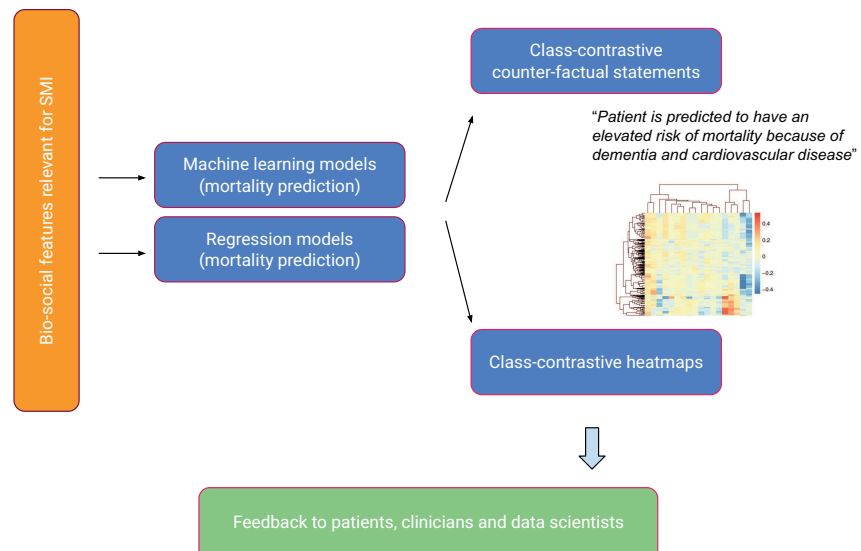 Bio-social features relevant for SMI
Machine learning models
(mortality prediction)
Regression models
(mortality prediction)
Class-contrastive
counter-factual statements
“Patient is predicted to have an
elevated risk of mortality because of
dementia and cardiovascular disease”
0.4
0.2
0
−0.2
−0.4
Class-contrastive heatmaps
Feedback to patients, clinicians and data scientists